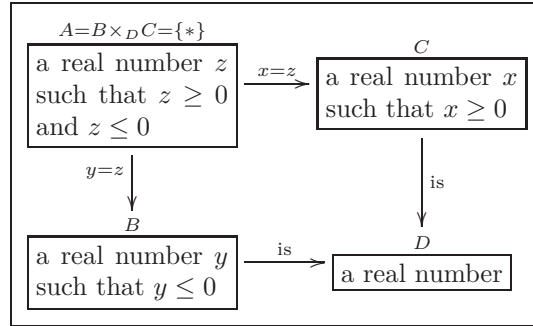 A=B×_D C={*}
a real number z
such that z ≥ 0
and z ≤ 0
x=z
C
a real number x
such that x ≥ 0
y=z
is
B
a real number y
such that y ≤ 0
is
D
a real number